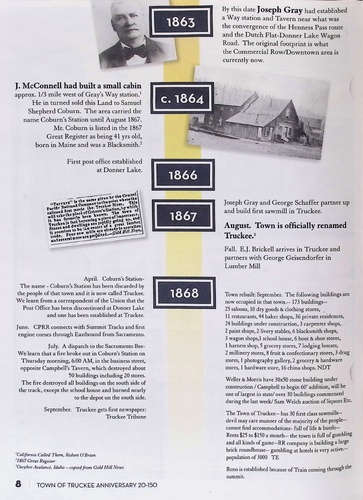 1863
By this date Joseph Gray had established
a Way station and Tavern near what was
the convergence of the Henness Pass route
and the Dutch Flat-Donner Lake Wagon
Road. The original footprint is what
the Commercial Row/Downtown area is
currently now.
J. McConnell had built a small cabin
approx. 1/3 mile west of Gray's Way station.¹
He in turned sold this Land to Samuel
Shepherd Coburn. The area carried the
name Coburn's Station until August 1867.
Mr. Coburn is listed in the 1867
Great Register as being 41 yrs old,
born in Maine and was a Blacksmith.²
c. 1864
First post office established
at Donner Lake.
1866
1867
Joseph Gray and George Schaffer partner up
and build first sawmill in Truckee.
August. Town is officially renamed
Truckee.³
Fall. E.J. Brickell arrives in Truckee and
partners with George Geisendorfer in
Lumber Mill
1868
April. Coburn's Station-
The name - Coburn's Station has been discarded by
the people of that town and it is now called Truckee.
We learn from a correspondent of the Union that the
Post Office has been discontinued at Donner Lake
and one has been established at Truckee.
June. CPRR connects with Summit Tracks and first
engine comes through Eastbound from Sacramento.
July. A dispatch to the Sacramento Bee-
We learn that a fire broke out in Coburn's Station on
Thursday morning, 6:00 AM, in the business street,
opposite Campbell's Tavern, which destroyed about
50 buildings including 20 stores.
The fire destroyed all buildings on the south side of
the track, except the school house and burned nearly
to the depot on the south side.
September. Truckee gets first newspaper:
Truckee Tribune
Town rebuilt: September. The following buildings are
now occupied in that town— 173 buildings—
25 saloons, 10 dry goods & clothing stores,
11 restaurants, 44 baker shops, 36 private residences,
24 buildings under construction, 3 carpenter shops,
2 paint shops, 2 livery stables, 6 blacksmith shops,
3 wagon shops, 1 school house, 6 boot & shoe stores,
1 barness shop, 5 grocery stores, 7 lodging houses,
2 millinery stores, 8 fruit & confectionary stores, 3 drug
stores, 1 photography gallery, 2 grocery & hardware
stores, 1 hardware store, 16 china shops. NDT
Weller & Morris have 30x50 stone building under
construction / Campbell to begin 60" addition, will be
one of largest in state/ over 30 buildings commenced
during the last week/ Sam Welch auction of liquors Etc.
The Town of Truckee— has 30 first class sawmills—
devil may care manner of the majority of the people—
cannot find accommodations- full of life & bustle—
Rents $25 to $150 a month— the town is full of gambling
and all kinds of game—RR company is building a large
brick roundhouse— gambling at hotels is very active—
population of 3000 TE
Reno is established because of Train coming through the
summit.
¹California Called Them, Robert O'Brien
²1867 Great Register
³Owyhee Avalance, Idaho – copied from Gold Hill News
8 TOWN OF TRUCKEE ANNIVERSARY 20-150